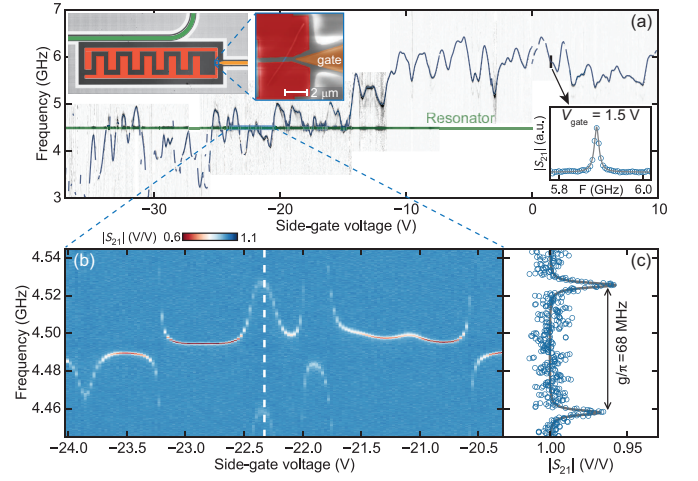 (a)
gate
2 μm
Resonator
V_gate = 1.5 V
|S₂₁| (a.u.)
5.8 F (GHz) 6.0
7
6
5
4
3
Frequency (GHz)
−30 −20 −10 0 10
Side-gate voltage (V)
|S₂₁| (V/V) 0.6 1.1
(b)
4.54
4.52
4.50
4.48
4.46
Frequency (GHz)
−24.0 −23.5 −23.0 −22.5 −22.0 −21.5 −21.0 −20.5
Side-gate voltage (V)
(c)
g/π=68 MHz
1.00 0.95
|S₂₁| (V/V)